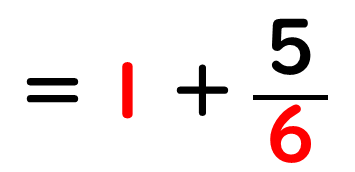 = 1 + 5/6